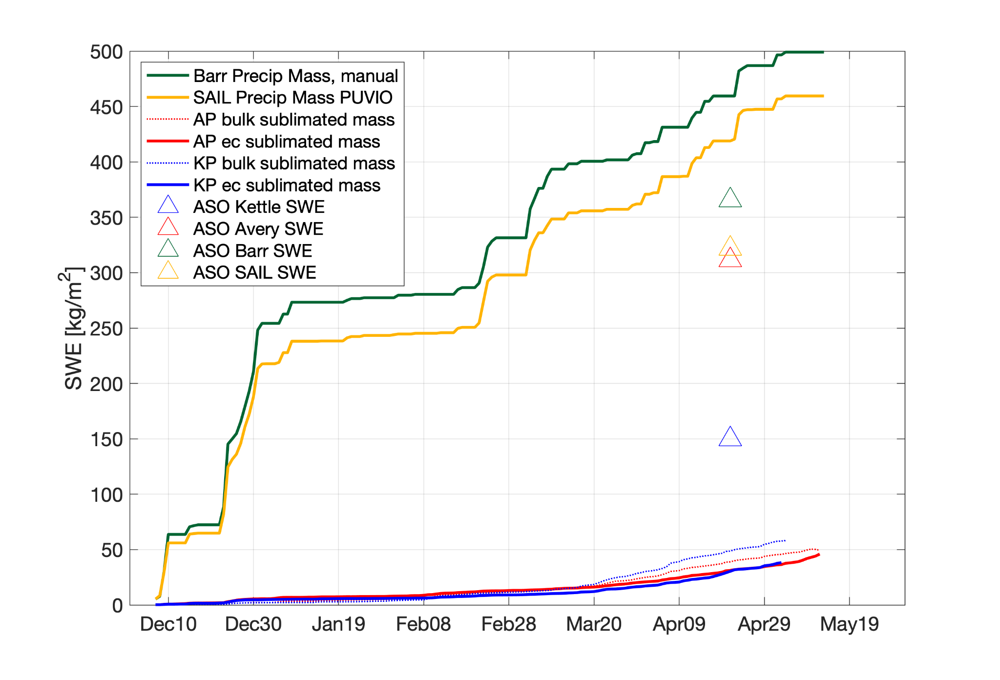 500
450
400
350
300
250
200
150
100
50
0
SWE [kg/m²]
Barr Precip Mass, manual
SAIL Precip Mass PUVIO
AP bulk sublimated mass
AP ec sublimated mass
KP bulk sublimated mass
KP ec sublimated mass
ASO Kettle SWE
ASO Avery SWE
ASO Barr SWE
ASO SAIL SWE
Dec10 Dec30 Jan19 Feb08 Feb28 Mar20 Apr09 Apr29 May19